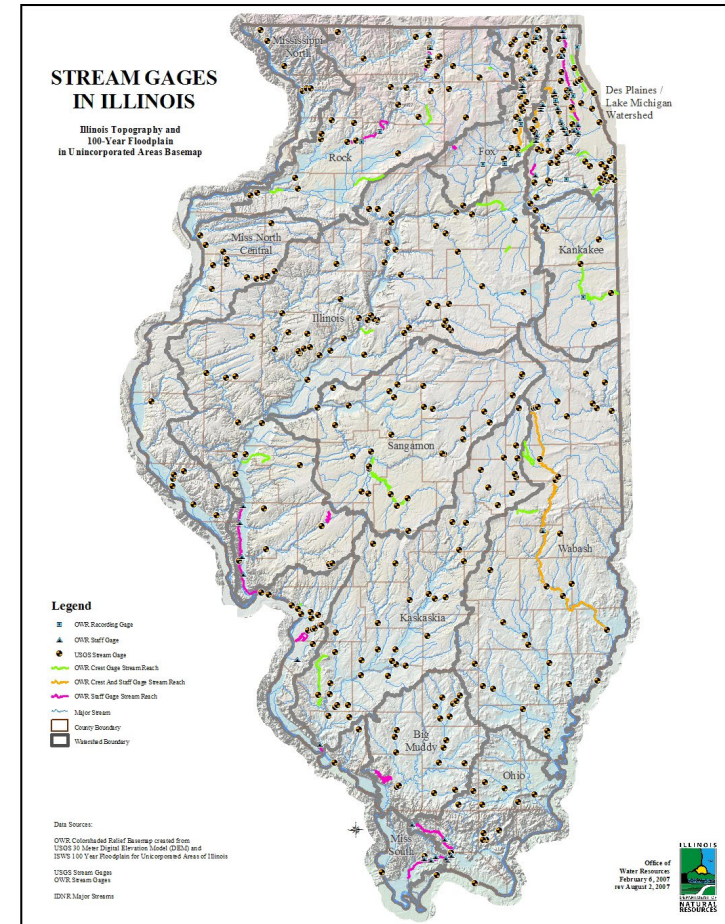 STREAM GAGES
IN ILLINOIS
Illinois Topography and
100-Year Floodplain
in Unincorporated Areas Basemap
Mississippi
North
Des Plaines /
Lake Michigan
Watershed
Rock
Fox
Miss North
Central
Kankakee
Illinois
Sangamon
Wabash
Kaskaskia
Big
Muddy
Ohio
Miss
South
Legend
OWR Recording Gage
OWR Staff Gage
USGS Stream Gage
OWR Crest Gage Stream Reach
OWR Crest And Staff Gage Stream Reach
OWR Staff Gage Stream Reach
Major Stream
County Boundary
Watershed Boundary
Data Sources:
OWR Colorshaded Relief Basemap created from
USGS 30 Meter Digital Elevation Model (DEM) and
ISWS 100 Year Floodplain for Unicorporated Areas of Illinois
USGS Stream Gages
OWR Stream Gages
IDNR Major Streams
Office of
Water Resources
February 6, 2007
rev August 2, 2007
ILLINOIS
DEPARTMENT OF
NATURAL
RESOURCES